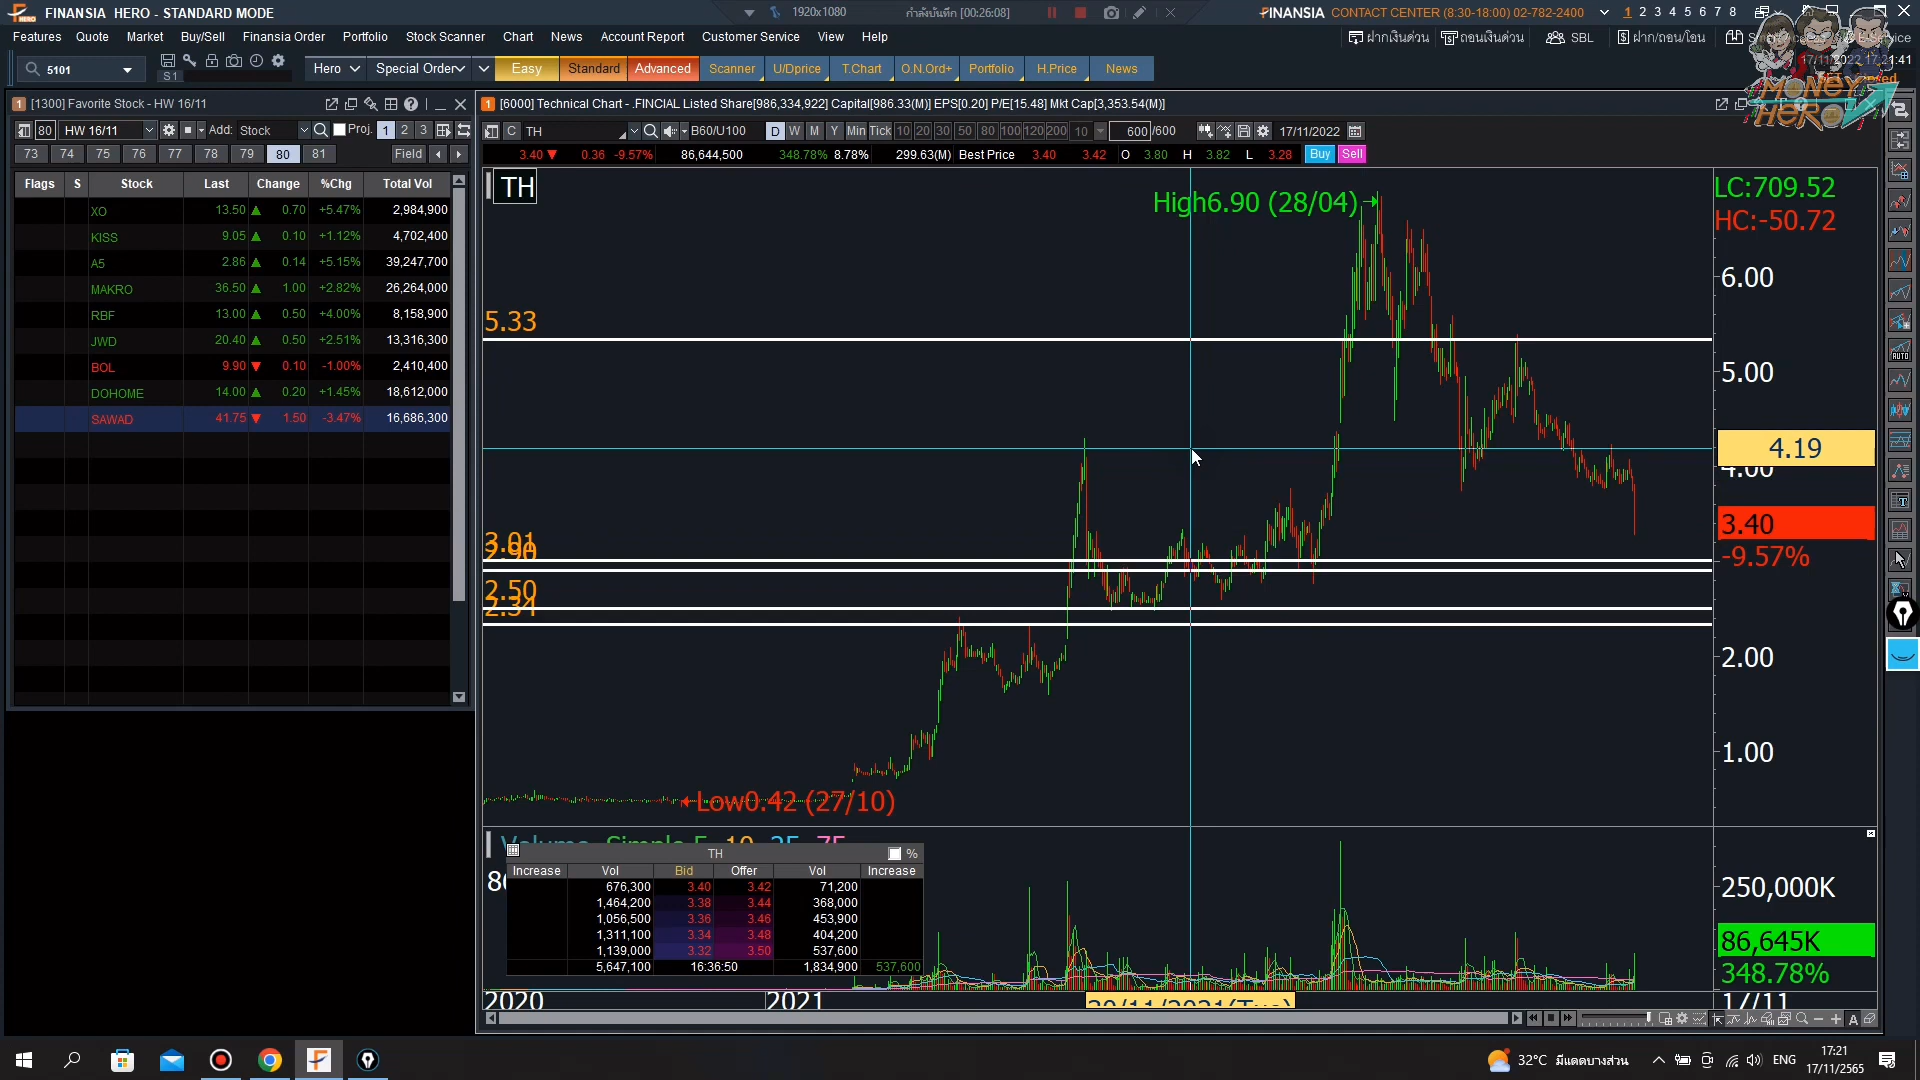 FINANSIA HERO - STANDARD MODE
1920x1080
กำลังบันทึก [00:26:08]
FINANSIA CONTACT CENTER (8:30-18:00) 02-782-2400
1 2 3 4 5 6 7 8
Features Quote Market Buy/Sell Finansia Order Portfolio Stock Scanner Chart News Account Report Customer Service View Help
ฝากเงินด่วน ถอนเงินด่วน SBL ฝาก/ถอน/โอน
17/11/2022 17:21:41
MONEY HERO
5101 S1 Hero Special Order Easy Standard Advanced Scanner U/Dprice T.Chart O.N.Ord+ Portfolio H.Price News
1 [1300] Favorite Stock - HW 16/11
80 HW 16/11 Add: Stock Proj. 1 2 3
73 74 75 76 77 78 79 80 81 Field
Flags S Stock Last Change %Chg Total Vol
XO 13.50 ▲ 0.70 +5.47% 2,984,900
KISS 9.05 ▲ 0.10 +1.12% 4,702,400
A5 2.86 ▲ 0.14 +5.15% 39,247,700
MAKRO 36.50 ▲ 1.00 +2.82% 26,264,000
RBF 13.00 ▲ 0.50 +4.00% 8,158,900
JWD 20.40 ▲ 0.50 +2.51% 13,316,300
BOL 9.90 ▼ 0.10 -1.00% 2,410,400
DOHOME 14.00 ▲ 0.20 +1.45% 18,612,000
SAWAD 41.75 ▼ 1.50 -3.47% 16,686,300
1 [6000] Technical Chart - .FINCIAL Listed Share[986,334,922] Capital[986.33(M)] EPS[0.20] P/E[15.48] Mkt Cap[3,353.54(M)]
C TH B60/U100 D W M Y Min Tick 10 20 30 50 80 100 120 200 10 600 /600 17/11/2022
3.40 ▼ 0.36 -9.57% 86,644,500 348.78% 8.78% 299.63(M) Best Price 3.40 3.42 O 3.80 H 3.82 L 3.28 Buy Sell
TH
High6.90 (28/04)
LC:709.52
HC:-50.72
6.00
5.33
5.00
4.19
4.00
3.40
-9.57%
3.01
2.90
2.50
2.34
2.00
1.00
Low0.42 (27/10)
TH %
Increase Vol Bid Offer Vol Increase
676,300 3.40 3.42 71,200
1,464,200 3.38 3.44 368,000
1,056,500 3.36 3.46 453,900
1,311,100 3.34 3.48 404,200
1,139,000 3.32 3.50 537,600
5,647,100 16:36:50 1,834,900 537,600
250,000K
86,645K
348.78%
2020 2021 30/11/2021(Tue) 17/11
AUTO
A
32°C มีแดดบางส่วน ENG
17:21
17/11/2565